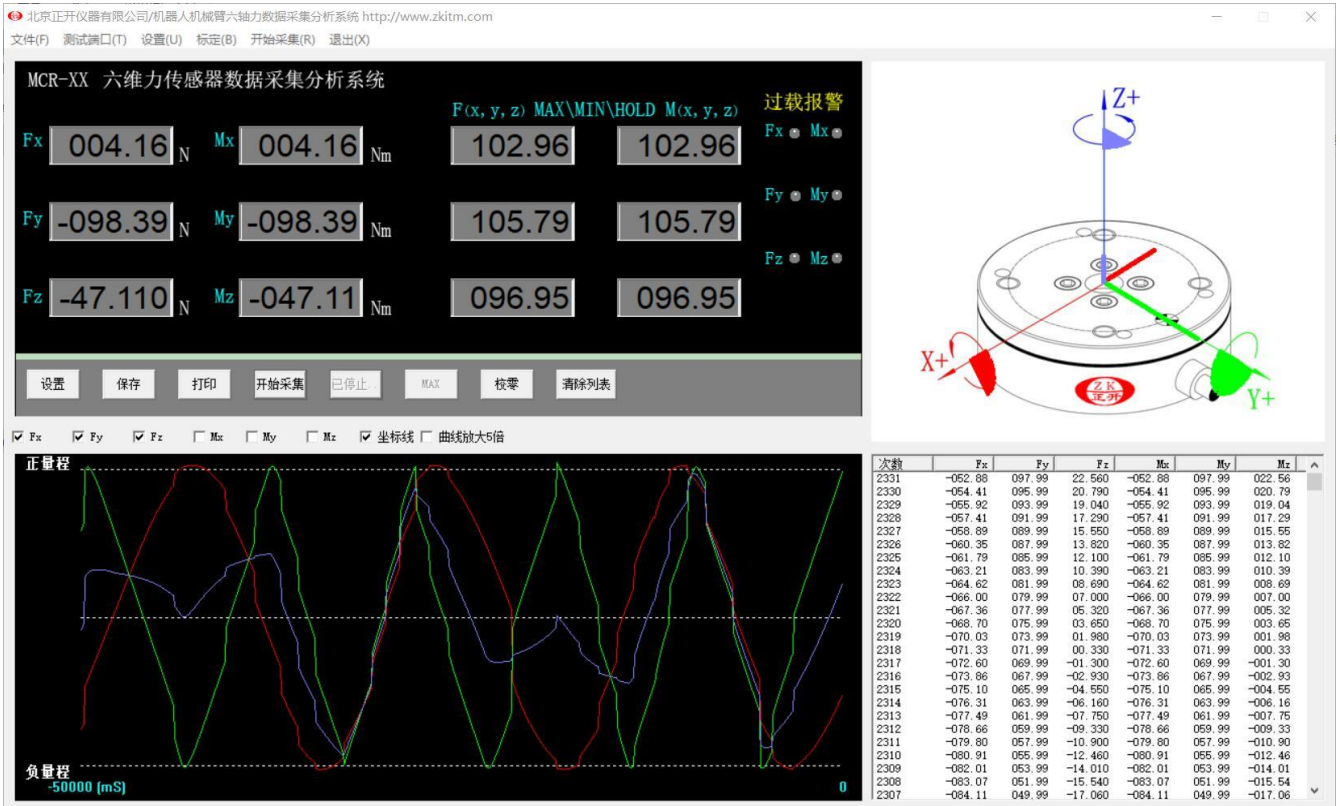 北京正开仪器有限公司/机器人机械臂六轴力数据采集分析系统 http://www.zkitm.com
文件(F) 测试端口(T) 设置(U) 标定(B) 开始采集(R) 退出(X)
MCR-XX 六维力传感器数据采集分析系统
F(x,y,z) MAX\MIN\HOLD M(x,y,z) 过载报警
Fx 004.16 N Mx 004.16 Nm 102.96 102.96 Fx Mx
Fy -098.39 N My -098.39 Nm 105.79 105.79 Fy My
Fz -47.110 N Mz -047.11 Nm 096.95 096.95 Fz Mz
设置 保存 打印 开始采集 已停止.. MAX 校零 清除列表
Z+
X+
Y+
ZK
正开
Fx Fy Fz Mx My Mz 坐标线 曲线放大5倍
正量程
负量程
-50000 (mS) 0
次数 Fx Fy Fz Mx My Mz
2331 -052.88 097.99 22.560 -052.88 097.99 022.56
2330 -054.41 095.99 20.790 -054.41 095.99 020.79
2329 -055.92 093.99 19.040 -055.92 093.99 019.04
2328 -057.41 091.99 17.290 -057.41 091.99 017.29
2327 -058.89 089.99 15.550 -058.89 089.99 015.55
2326 -060.35 087.99 13.820 -060.35 087.99 013.82
2325 -061.79 085.99 12.100 -061.79 085.99 012.10
2324 -063.21 083.99 10.390 -063.21 083.99 010.39
2323 -064.62 081.99 08.690 -064.62 081.99 008.69
2322 -066.00 079.99 07.000 -066.00 079.99 007.00
2321 -067.36 077.99 05.320 -067.36 077.99 005.32
2320 -068.70 075.99 03.650 -068.70 075.99 003.65
2319 -070.03 073.99 01.980 -070.03 073.99 001.98
2318 -071.33 071.99 00.330 -071.33 071.99 000.33
2317 -072.60 069.99 -01.300 -072.60 069.99 -001.30
2316 -073.86 067.99 -02.930 -073.86 067.99 -002.93
2315 -075.10 065.99 -04.550 -075.10 065.99 -004.55
2314 -076.31 063.99 -06.160 -076.31 063.99 -006.16
2313 -077.49 061.99 -07.750 -077.49 061.99 -007.75
2312 -078.66 059.99 -09.330 -078.66 059.99 -009.33
2311 -079.80 057.99 -10.900 -079.80 057.99 -010.90
2310 -080.91 055.99 -12.460 -080.91 055.99 -012.46
2309 -082.01 053.99 -14.010 -082.01 053.99 -014.01
2308 -083.07 051.99 -15.540 -083.07 051.99 -015.54
2307 -084.11 049.99 -17.060 -084.11 049.99 -017.06